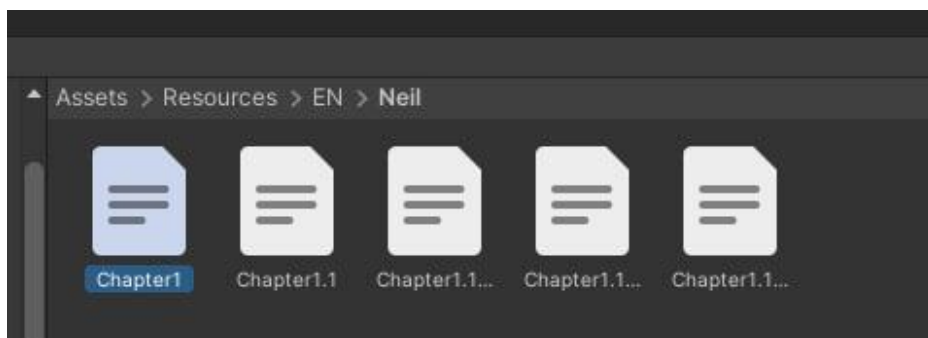 Assets > Resources > EN > Neil
Chapter1 Chapter1.1 Chapter1.1... Chapter1.1... Chapter1.1...